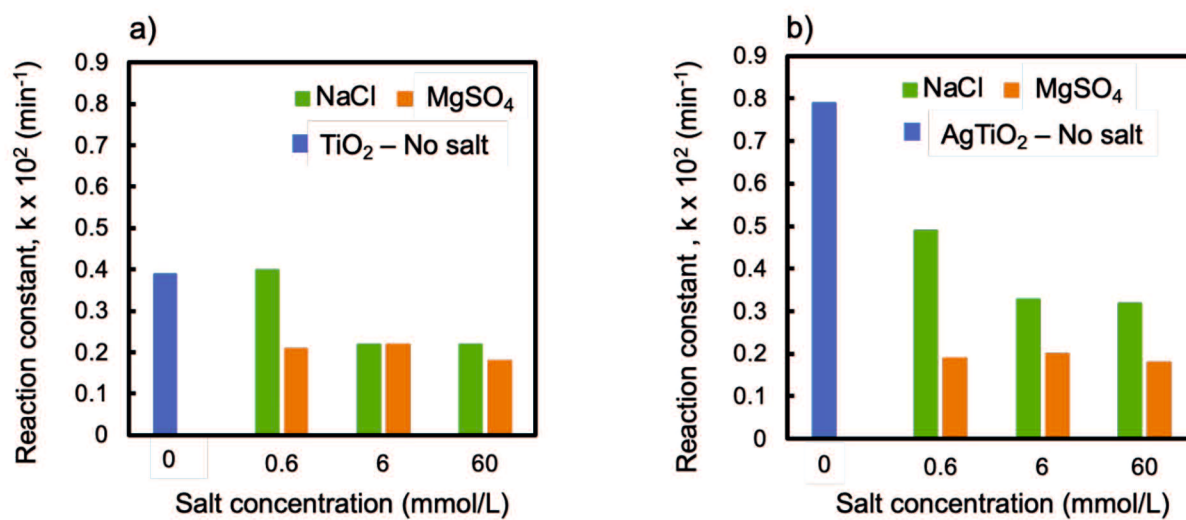 a)
Reaction constant, k x 10² (min⁻¹)
0.9
0.8
0.7
0.6
0.5
0.4
0.3
0.2
0.1
0
NaCl MgSO₄
TiO₂ – No salt
0 0.6 6 60
Salt concentration (mmol/L)
b)
Reaction constant , k x 10² (min⁻¹)
0.9
0.8
0.7
0.6
0.5
0.4
0.3
0.2
0.1
0
NaCl MgSO₄
AgTiO₂ – No salt
0 0.6 6 60
Salt concentration (mmol/L)